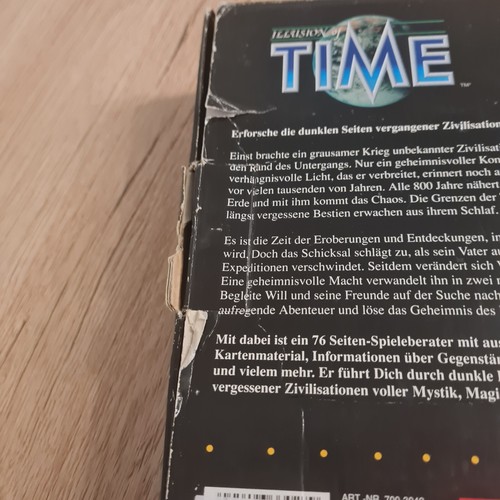 ILLUSION of
TIME
TM
Erforsche die dunklen Seiten vergangener Zivilisation
Einst brachte ein grausamer Krieg unbekannter Zivilisati
den Rand des Untergangs. Nur ein geheimnisvoller Kon
verhängnisvolle Licht, das er verbreitet, erinnert noch a
vor vielen tausenden von Jahren. Alle 800 Jahre nähert
Erde und mit ihm kommt das Chaos. Die Grenzen der
längst vergessene Bestien erwachen aus ihrem Schlaf.
Es ist die Zeit der Eroberungen und Entdeckungen, in
wird. Doch das Schicksal schlägt zu, als sein Vater au
Expeditionen verschwindet. Seitdem verändert sich V
Eine geheimnisvolle Macht verwandelt ihn in zwei r
Begleite Will und seine Freunde auf der Suche nach
aufregende Abenteuer und löse das Geheimnis des
Mit dabei ist ein 76 Seiten-Spieleberater mit aus
Kartenmaterial, Informationen über Gegenstän
und vielem mehr. Er führt Dich durch dunkle
vergessener Zivilisationen voller Mystik, Magi
ART.-NR.